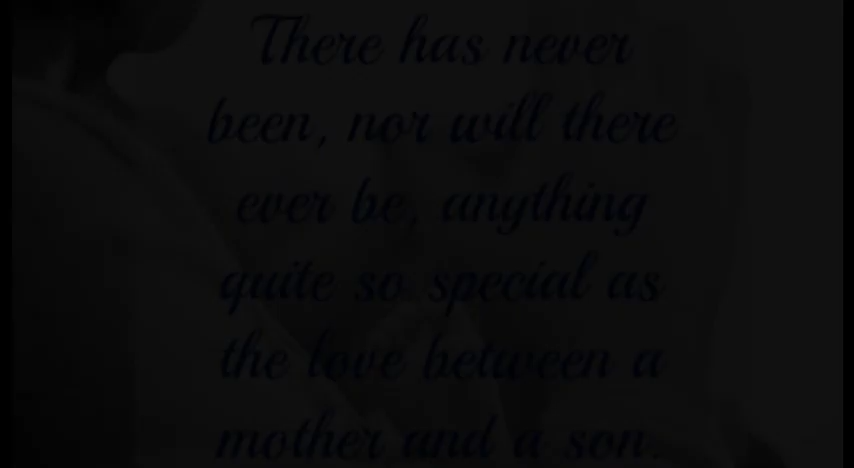 There has never
been, nor will there
ever be, anything
quite so special as
the love between a
mother and a son.